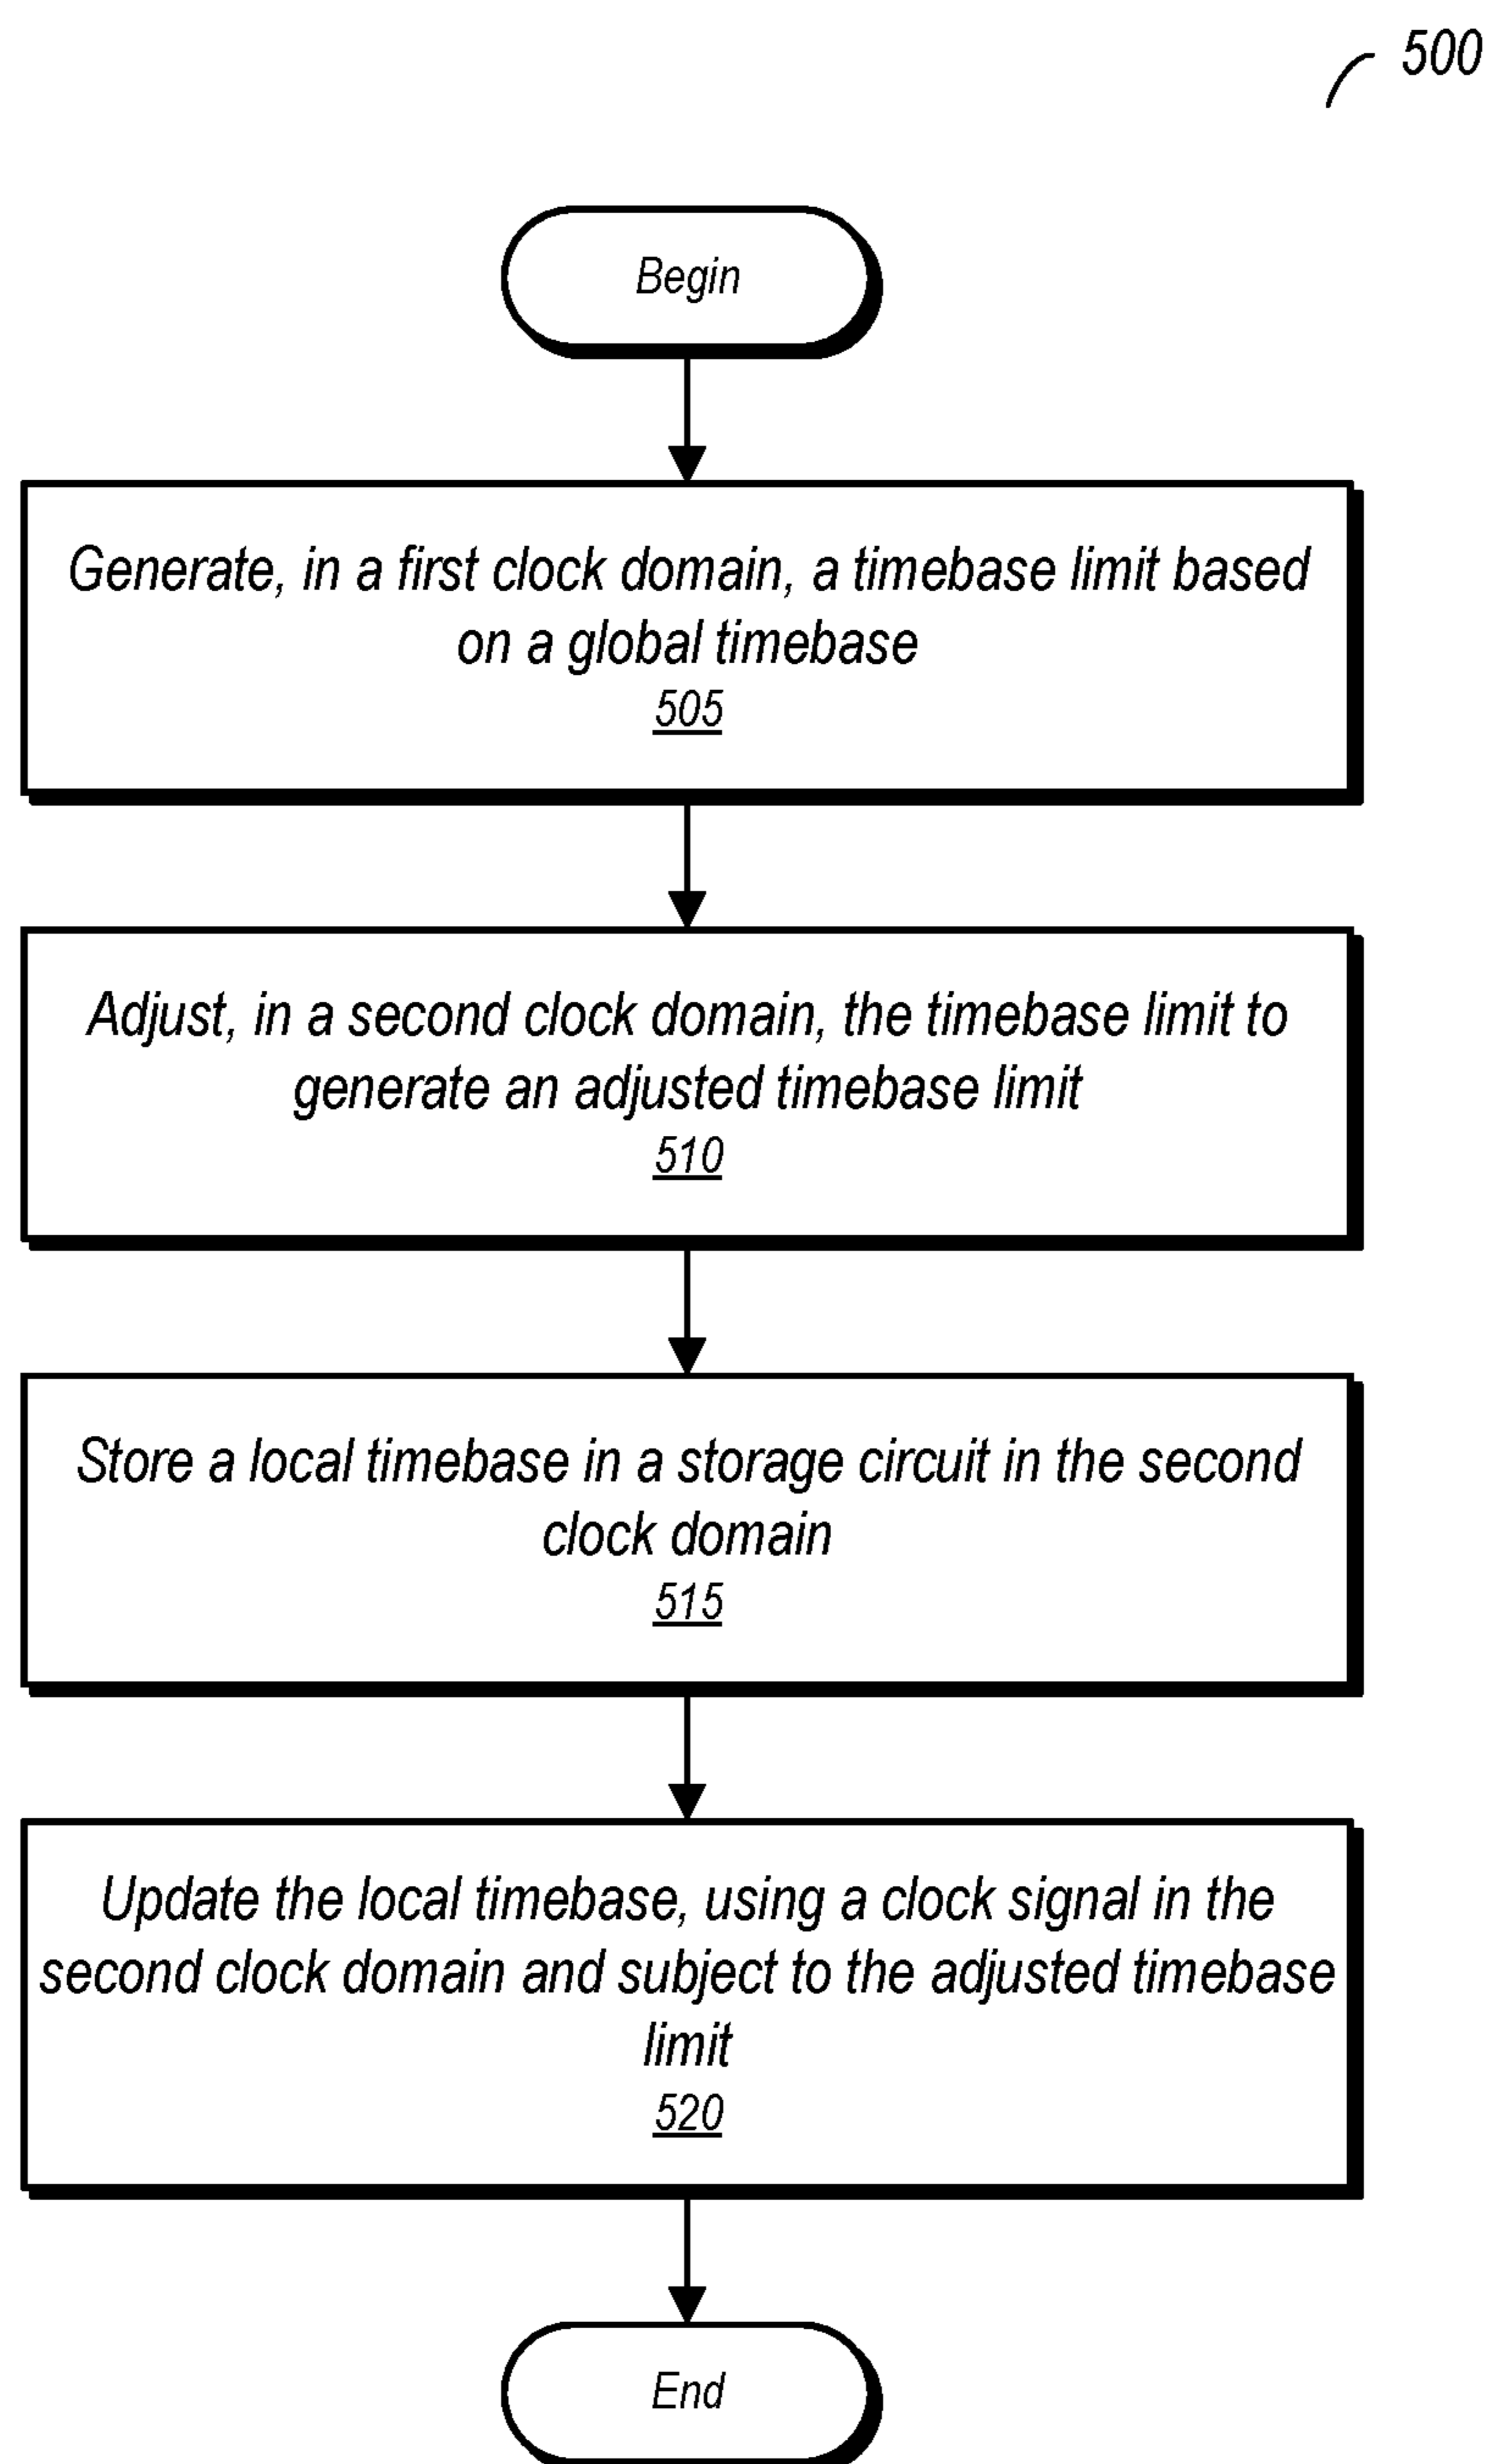 500
Begin
Generate, in a first clock domain, a timebase limit based
on a global timebase
505
Adjust, in a second clock domain, the timebase limit to
generate an adjusted timebase limit
510
Store a local timebase in a storage circuit in the second
clock domain
515
Update the local timebase, using a clock signal in the
second clock domain and subject to the adjusted timebase
limit
520
End